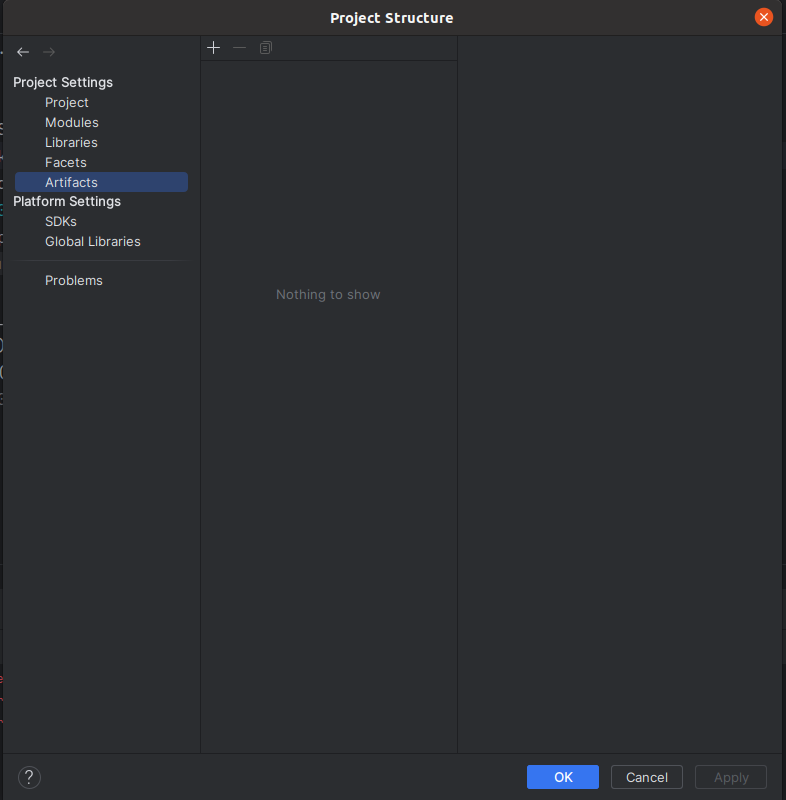 Project Structure
Project Settings
Project
Modules
Libraries
Facets
Artifacts
Platform Settings
SDKs
Global Libraries
Problems
Nothing to show
?
OK
Cancel
Apply